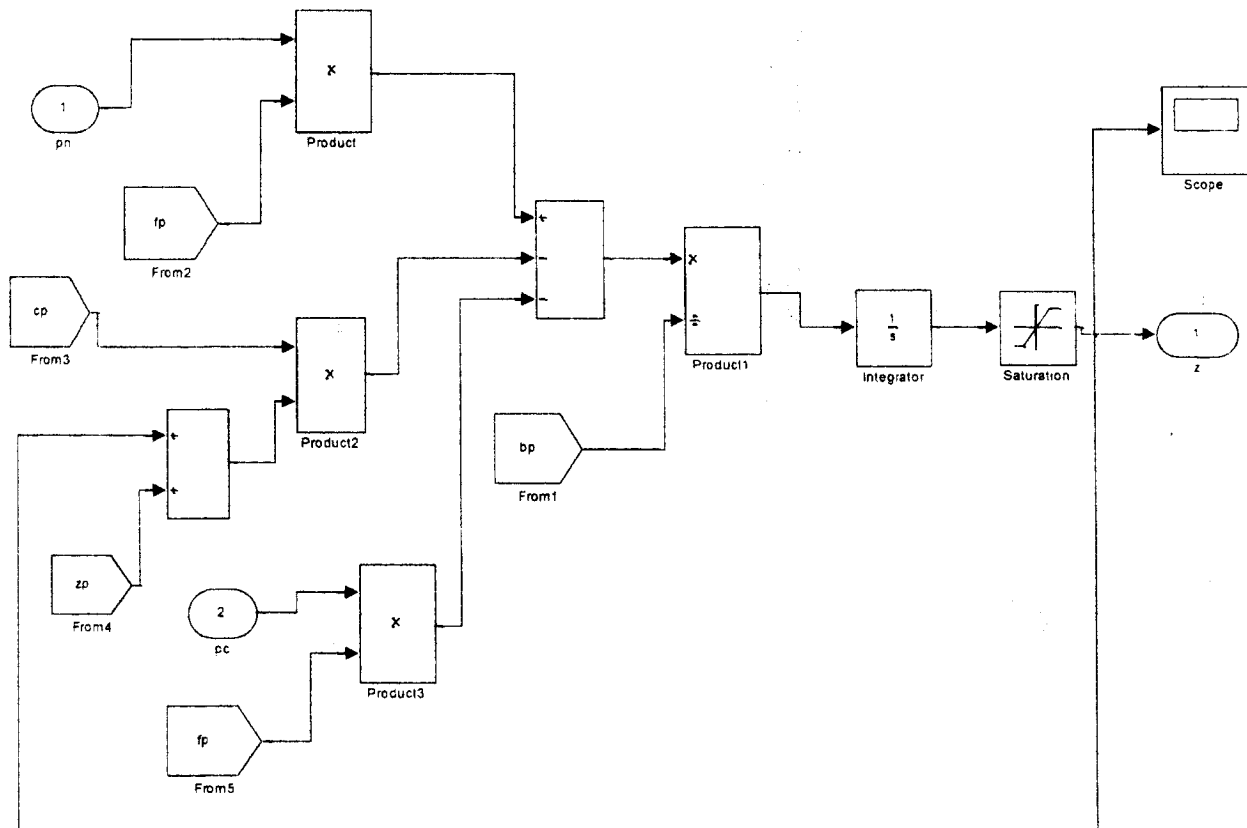 1
pn
×
Product
fp
From2
cp
From3
×
Product2
+
+
zp
From4
2
pc
×
Product3
fp
From5
+
−
−
×
÷
Product1
bp
From1
1
s
Integrator
Saturation
Scope
1
z